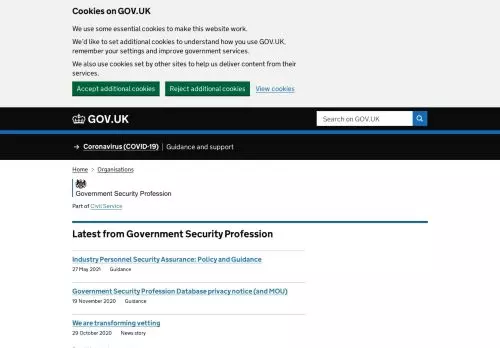 Cookies on GOV.UK
We use some essential cookies to make this website work.
We'd like to set additional cookies to understand how you use GOV.UK,
remember your settings and improve government services.
We also use cookies set by other sites to help us deliver content from their
services.
Accept additional cookies Reject additional cookies View cookies
GOV.UK Search on GOV.UK
→ Coronavirus (COVID-19) Guidance and support
Home > Organisations
Government Security Profession
Part of Civil Service
Latest from Government Security Profession
Industry Personnel Security Assurance: Policy and Guidance
27 May 2021 Guidance
Government Security Profession Database privacy notice (and MOU)
19 November 2020 Guidance
We are transforming vetting
29 October 2020 News story